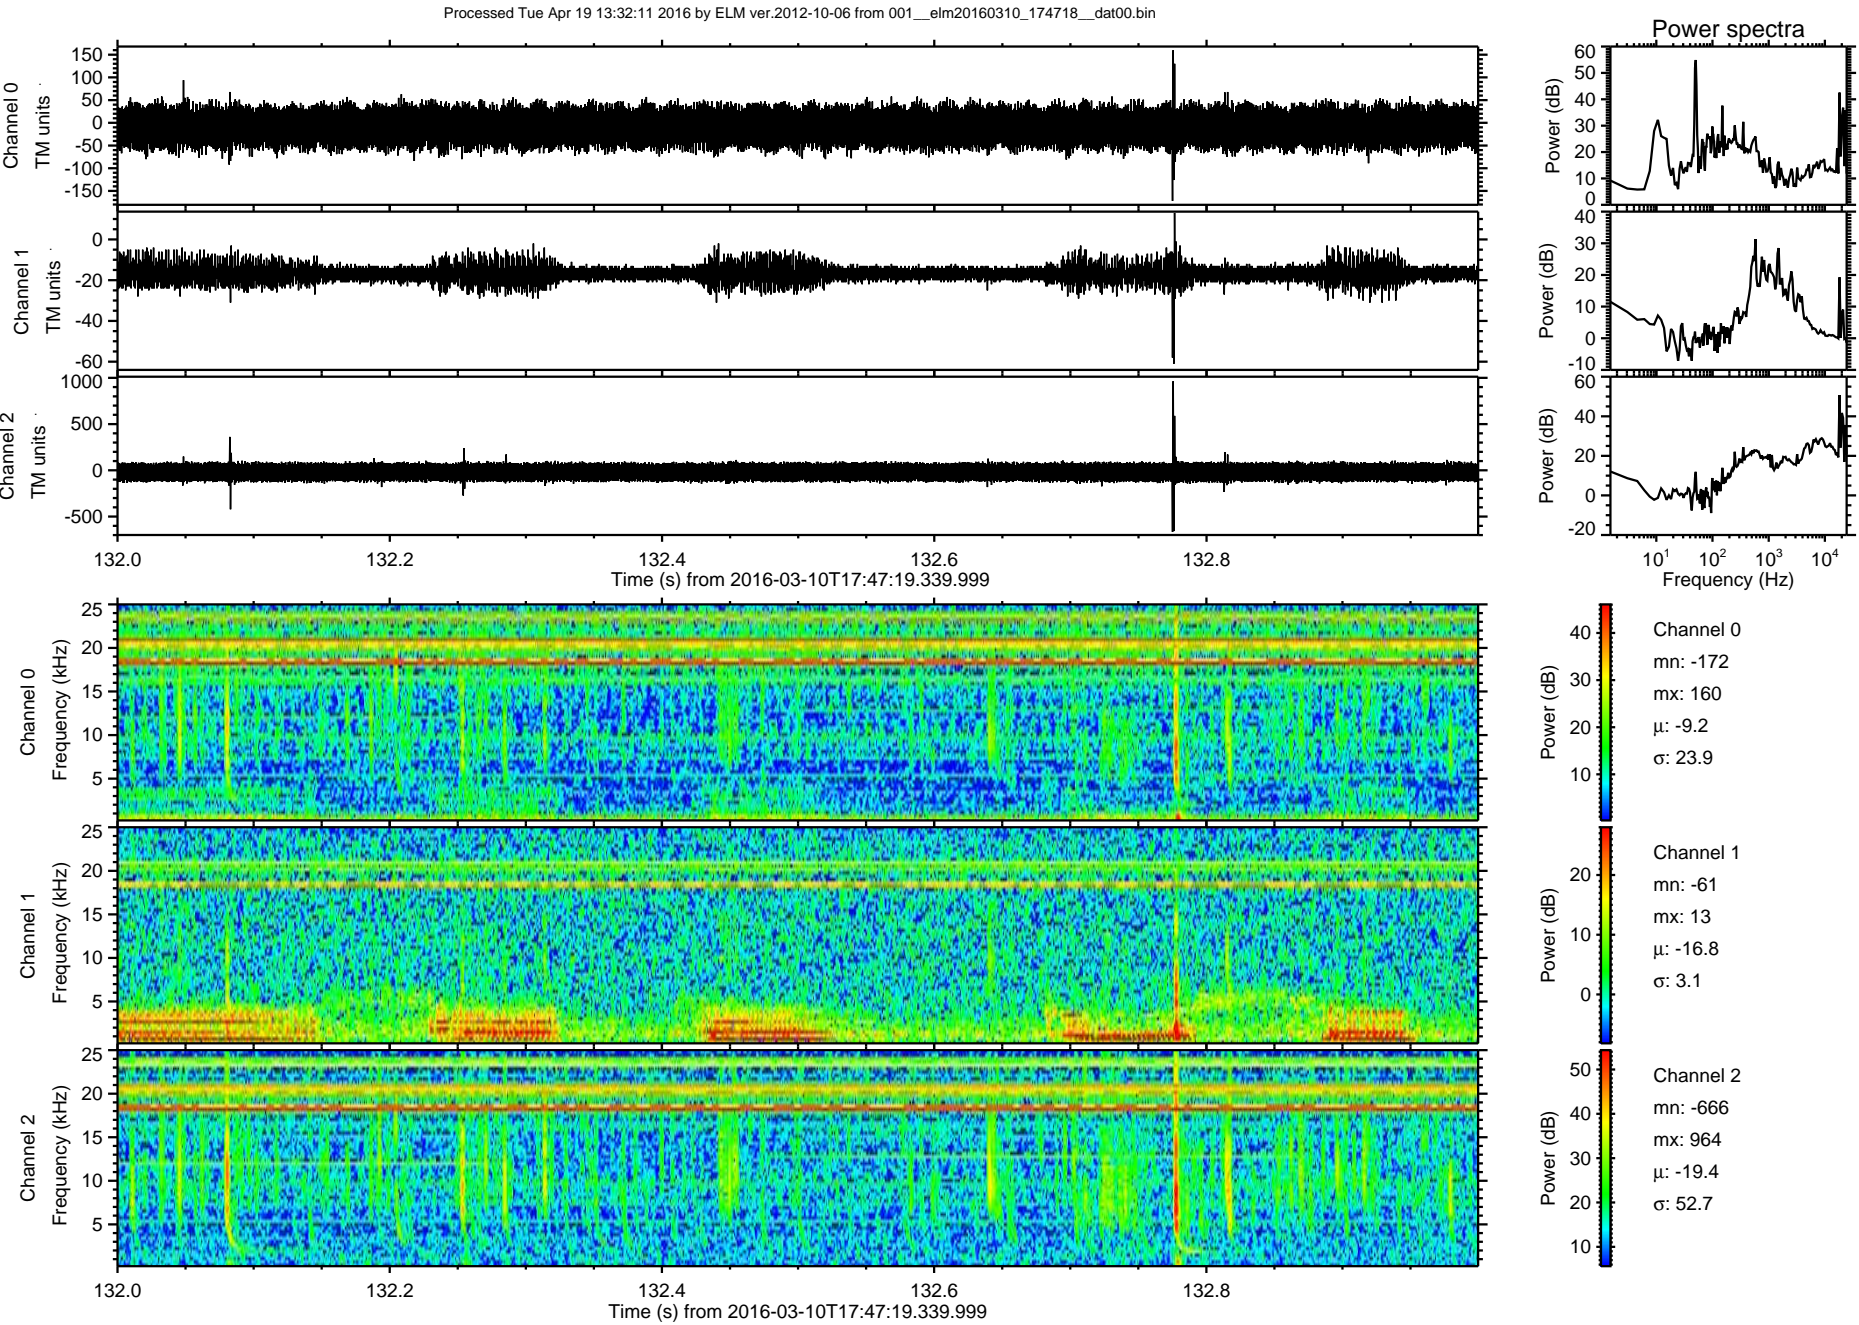 Processed Tue Apr 19 13:32:11 2016 by ELM ver.2012-10-06 from 001__elm20160310_174718__dat00.bin
Power spectra
Channel 0
TM units
150
100
50
0
-50
-100
-150
Power (dB)
60
50
40
30
20
10
0
Channel 1
TM units
0
-20
-40
-60
Power (dB)
40
30
20
10
0
-10
Channel 2
TM units
1000
500
0
-500
Power (dB)
60
40
20
0
-20
132.0 132.2 132.4 132.6 132.8
Time (s) from 2016-03-10T17:47:19.339.999
10¹ 10² 10³ 10⁴
Frequency (Hz)
Channel 0
Frequency (kHz)
25
20
15
10
5
Power (dB)
40
30
20
10
Channel 0
mn: -172
mx: 160
μ: -9.2
σ: 23.9
Channel 1
Frequency (kHz)
25
20
15
10
5
Power (dB)
20
10
0
Channel 1
mn: -61
mx: 13
μ: -16.8
σ: 3.1
Channel 2
Frequency (kHz)
25
20
15
10
5
Power (dB)
50
40
30
20
10
Channel 2
mn: -666
mx: 964
μ: -19.4
σ: 52.7
132.0 132.2 132.4 132.6 132.8
Time (s) from 2016-03-10T17:47:19.339.999